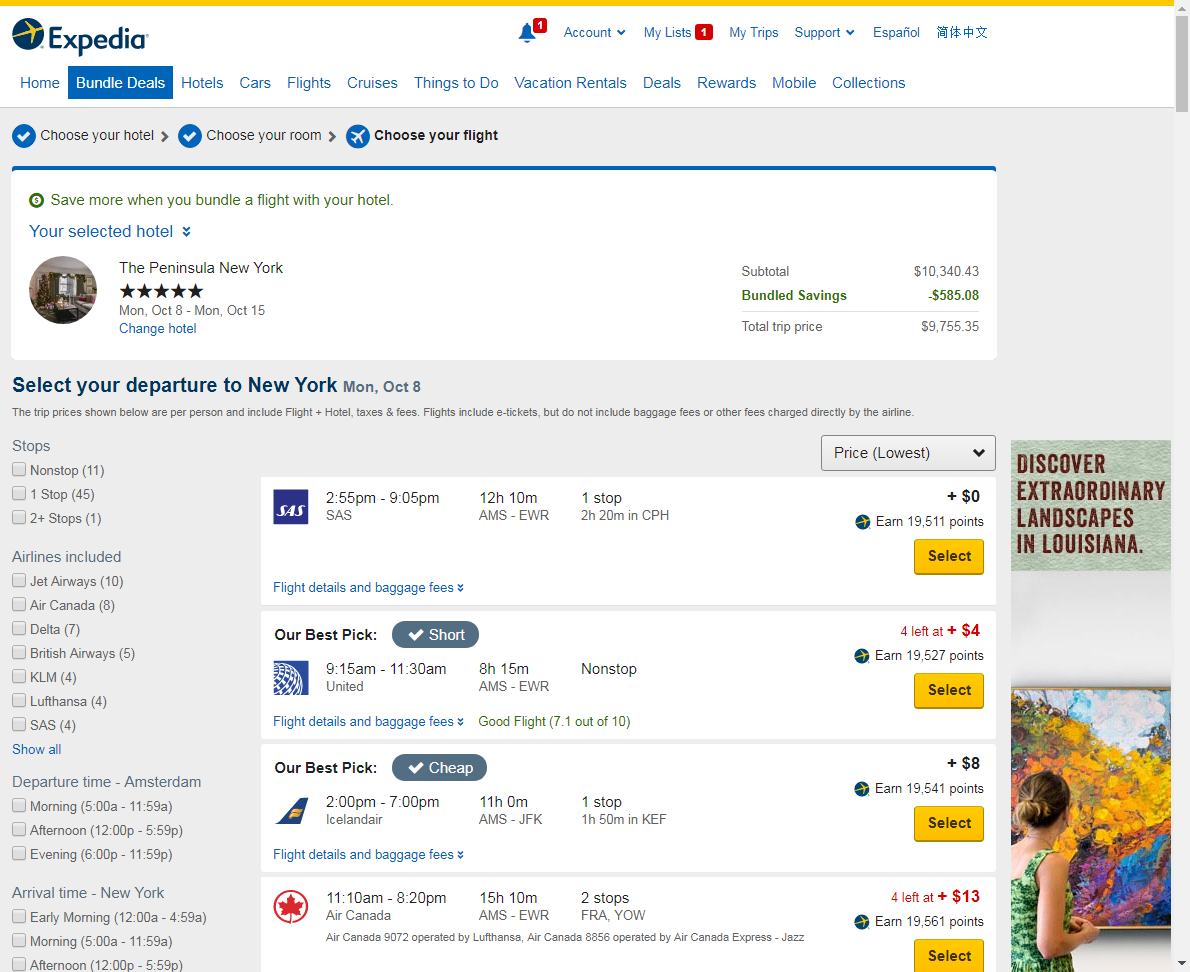 Expedia
1
Account
My Lists 1
My Trips
Support
Español
简体中文
Home
Bundle Deals
Hotels
Cars
Flights
Cruises
Things to Do
Vacation Rentals
Deals
Rewards
Mobile
Collections
Choose your hotel
Choose your room
Choose your flight
Save more when you bundle a flight with your hotel.
Your selected hotel
The Peninsula New York
Mon, Oct 8 - Mon, Oct 15
Change hotel
Subtotal $10,340.43
Bundled Savings -$585.08
Total trip price $9,755.35
Select your departure to New York Mon, Oct 8
The trip prices shown below are per person and include Flight + Hotel, taxes & fees. Flights include e-tickets, but do not include baggage fees or other fees charged directly by the airline.
Stops
Nonstop (11)
1 Stop (45)
2+ Stops (1)
Airlines included
Jet Airways (10)
Air Canada (8)
Delta (7)
British Airways (5)
KLM (4)
Lufthansa (4)
SAS (4)
Show all
Departure time - Amsterdam
Morning (5:00a - 11:59a)
Afternoon (12:00p - 5:59p)
Evening (6:00p - 11:59p)
Arrival time - New York
Early Morning (12:00a - 4:59a)
Morning (5:00a - 11:59a)
Afternoon (12:00p - 5:59p)
Price (Lowest)
SAS
2:55pm - 9:05pm 12h 10m 1 stop + $0
SAS AMS - EWR 2h 20m in CPH
Earn 19,511 points
Select
Flight details and baggage fees
Our Best Pick: Short
4 left at + $4
Earn 19,527 points
9:15am - 11:30am 8h 15m Nonstop
United AMS - EWR
Select
Flight details and baggage fees Good Flight (7.1 out of 10)
Our Best Pick: Cheap
+ $8
Earn 19,541 points
2:00pm - 7:00pm 11h 0m 1 stop
Icelandair AMS - JFK 1h 50m in KEF
Select
Flight details and baggage fees
11:10am - 8:20pm 15h 10m 2 stops 4 left at + $13
Air Canada AMS - EWR FRA, YOW
Earn 19,561 points
Air Canada 9072 operated by Lufthansa, Air Canada 8856 operated by Air Canada Express - Jazz
Select
DISCOVER
EXTRAORDINARY
LANDSCAPES
IN LOUISIANA.